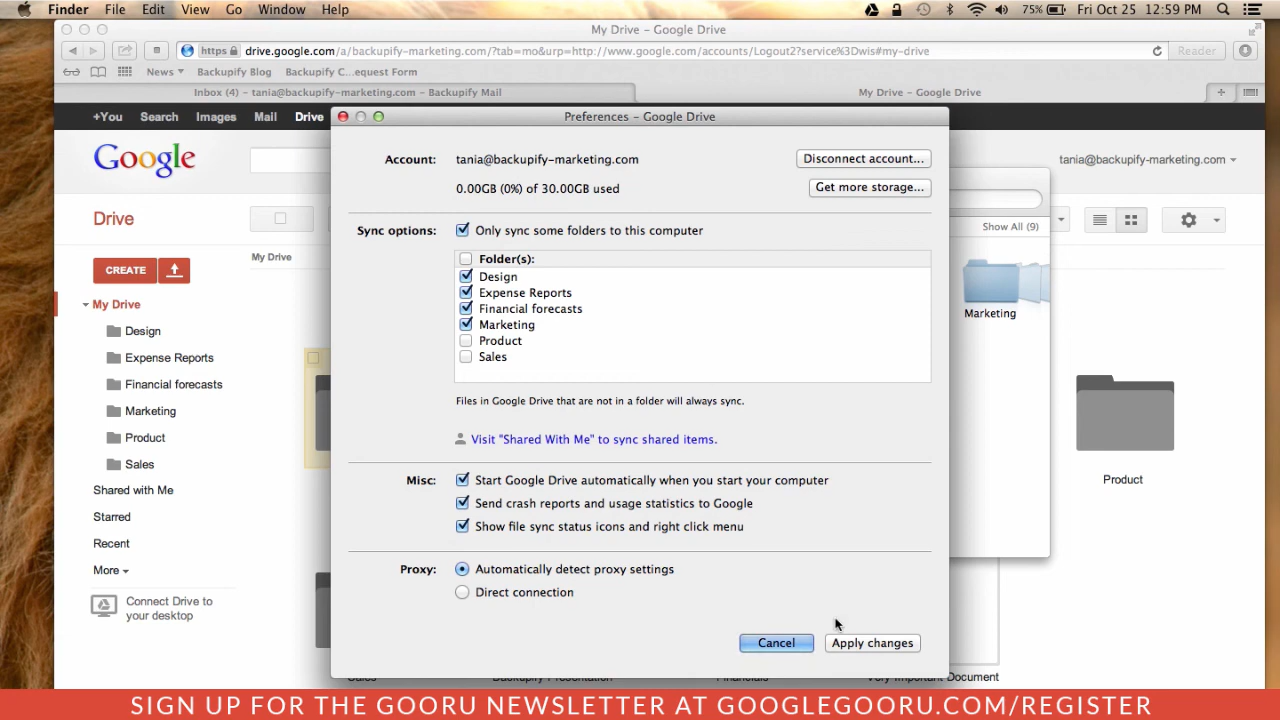 Finder File Edit View Go Window Help 75% Fri Oct 25 12:59 PM
My Drive – Google Drive
https drive.google.com/a/backupify-marketing.com/?tab=mo&urp=http://www.google.com/accounts/Logout2?service%3Dwis#my-drive Reader
News Backupify Blog Backupify C...equest Form
Inbox (4) – tania@backupify-marketing.com – Backupify Mail My Drive – Google Drive
+You Search Images Mail Drive
Google
tania@backupify-marketing.com
Drive
My Drive
CREATE
My Drive
Design
Expense Reports
Financial forecasts
Marketing
Product
Sales
Shared with Me
Starred
Recent
More
Connect Drive to
your desktop
Preferences – Google Drive
Account: tania@backupify-marketing.com Disconnect account...
0.00GB (0%) of 30.00GB used Get more storage...
Sync options: Only sync some folders to this computer
Folder(s):
Design
Expense Reports
Financial forecasts
Marketing
Product
Sales
Files in Google Drive that are not in a folder will always sync.
Visit "Shared With Me" to sync shared items.
Misc: Start Google Drive automatically when you start your computer
Send crash reports and usage statistics to Google
Show file sync status icons and right click menu
Proxy: Automatically detect proxy settings
Direct connection
Cancel Apply changes
Show All (9)
Marketing
Product
Sales Backupify Presentation Financials Very Important Document
SIGN UP FOR THE GOORU NEWSLETTER AT GOOGLEGOORU.COM/REGISTER